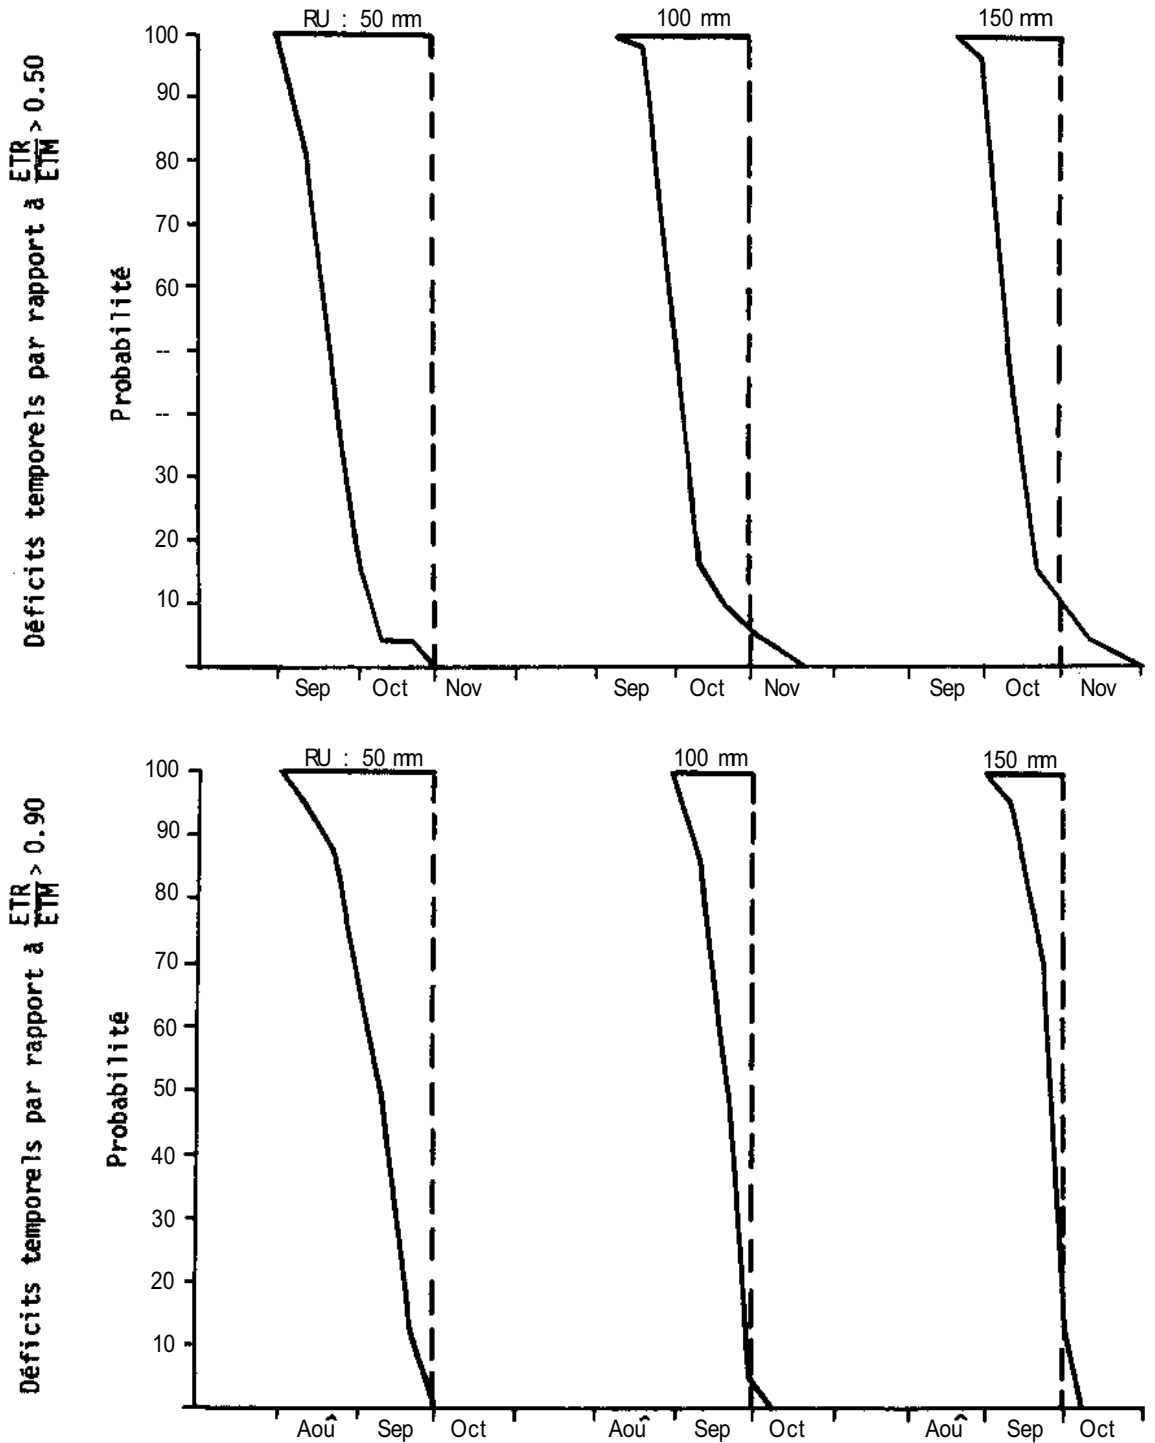 RU : 50 mm
100 mm
150 mm
Déficits temporels par rapport à ETR/ETM > 0.50
Probabilité
100
90
80
70
60
--
--
30
20
10
Sep Oct Nov
Sep Oct Nov
Sep Oct Nov
RU : 50 mm
100 mm
150 mm
Déficits temporels par rapport à ETR/ETM > 0.90
Probabilité
100
90
80
70
60
50
40
30
20
10
Août Sep Oct
Août Sep Oct
Août Sep Oct